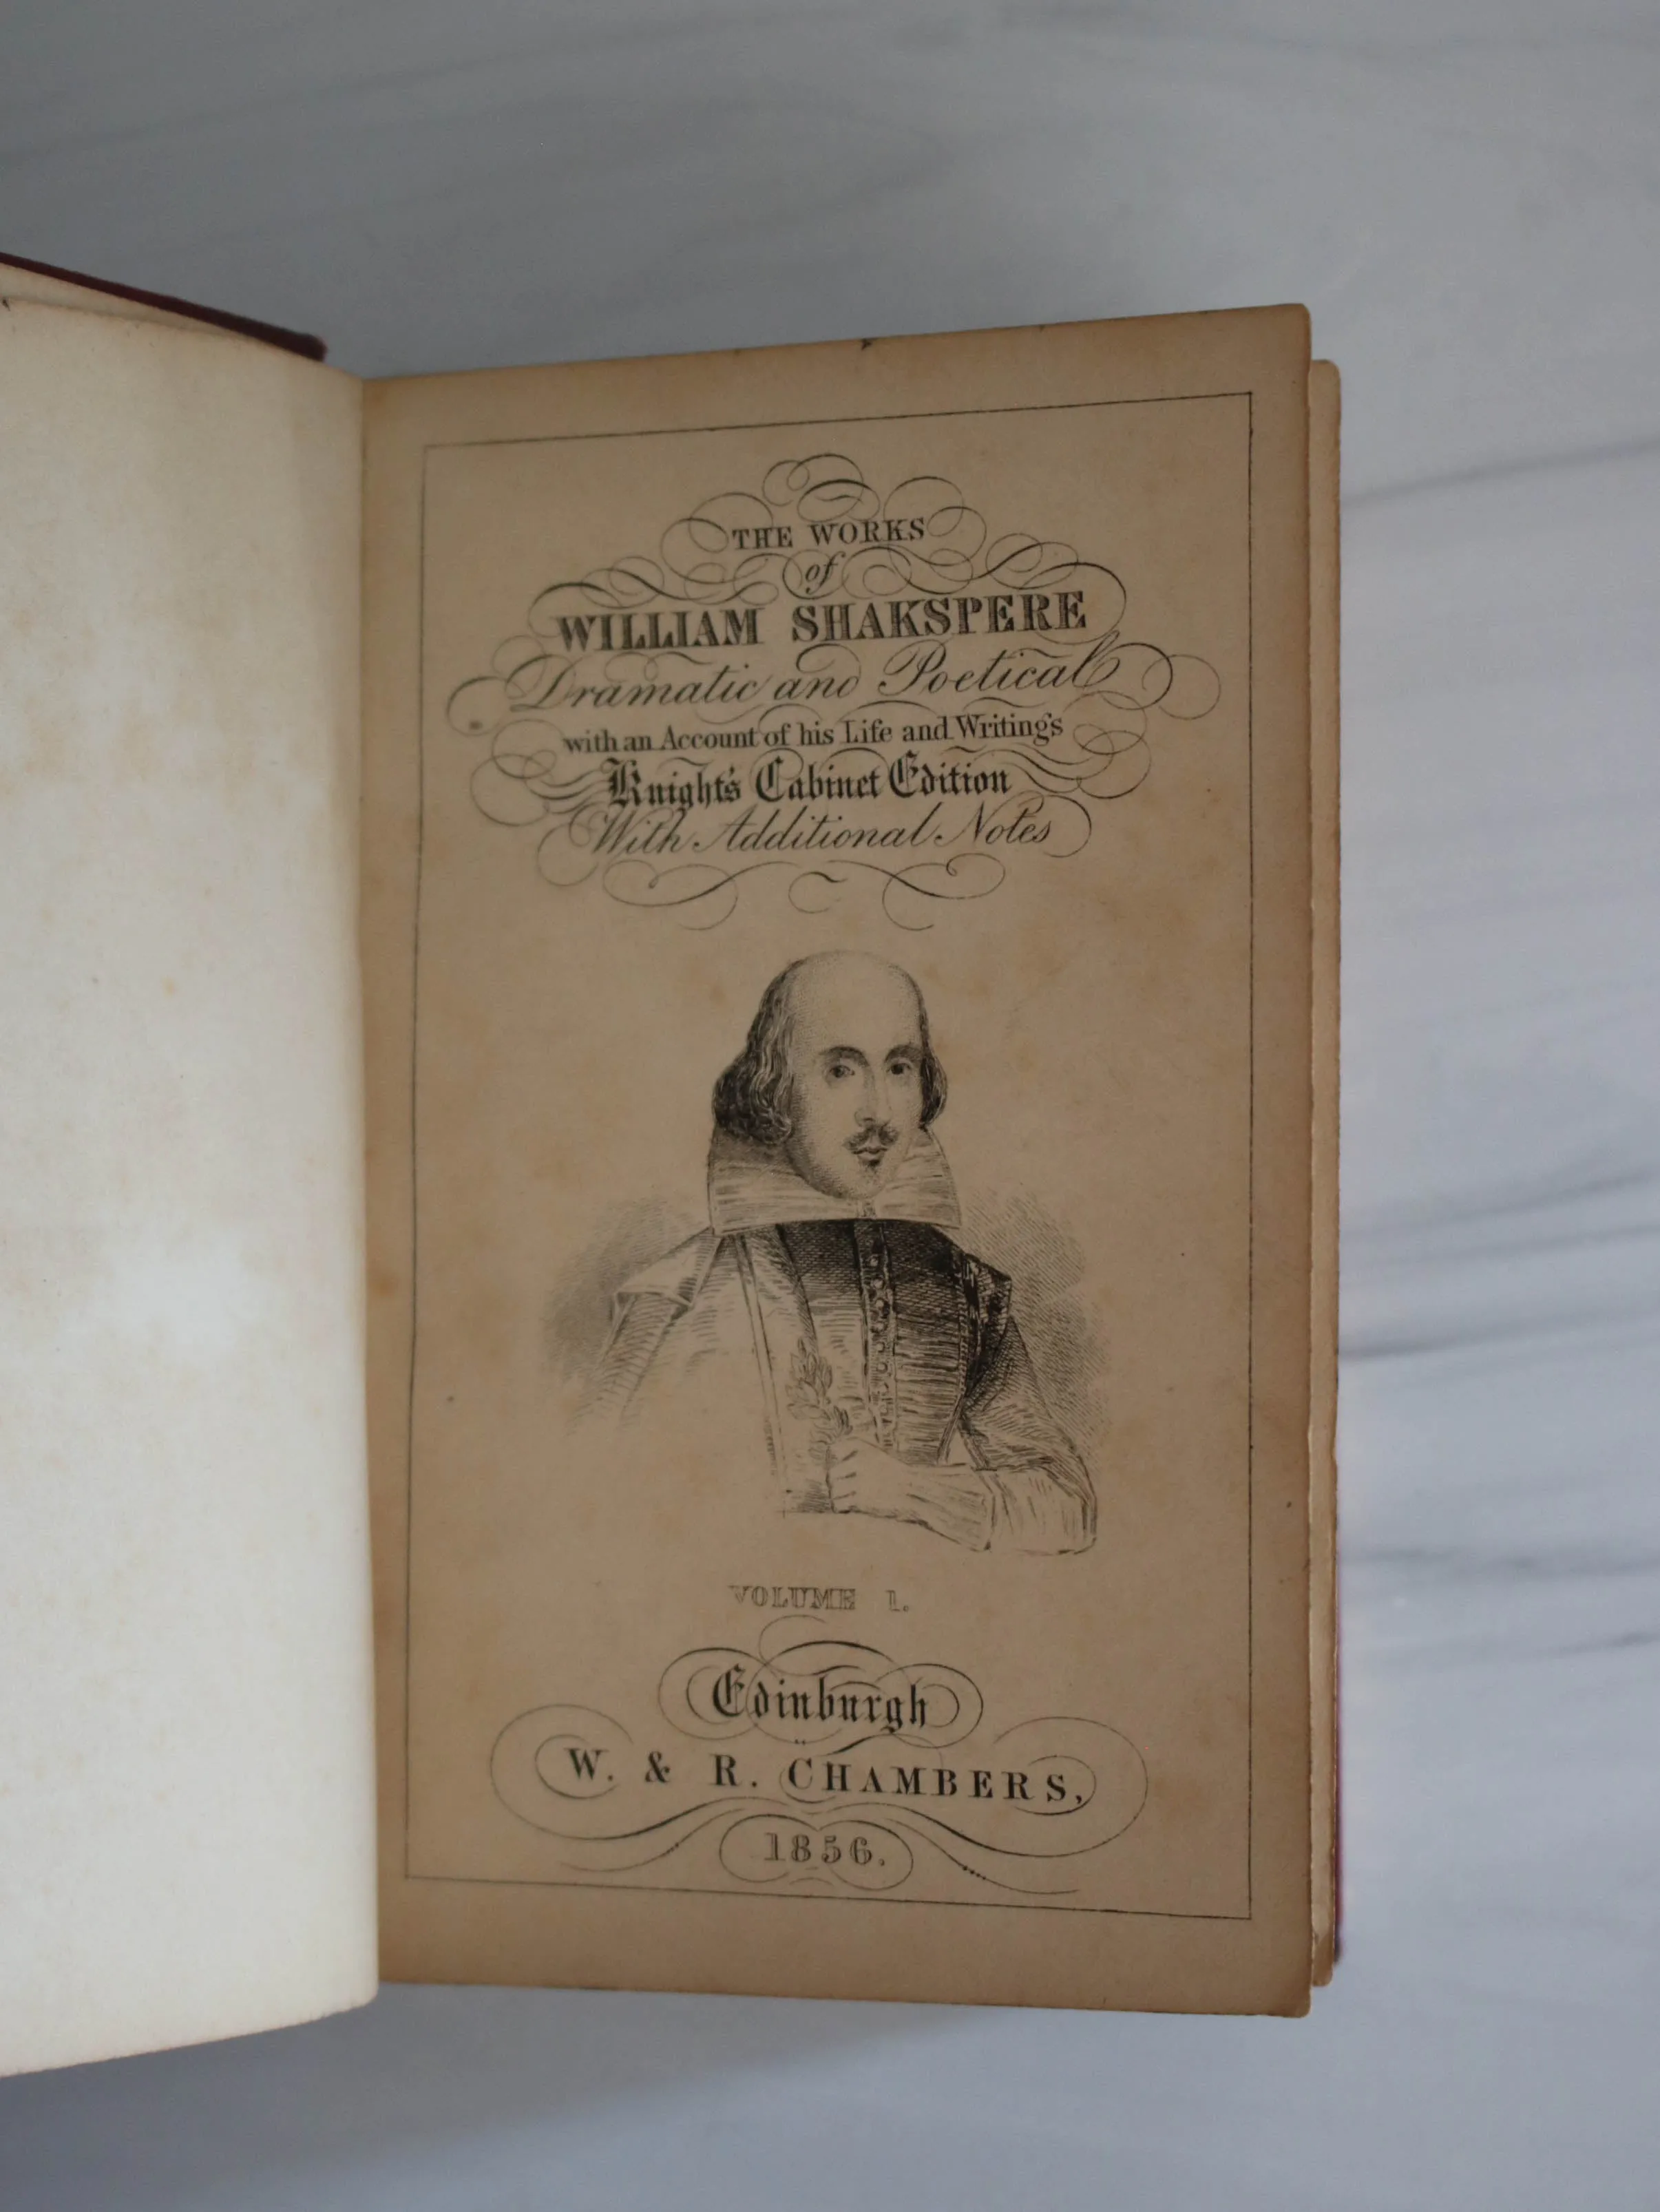 THE WORKS
of
WILLIAM SHAKSPERE
Dramatic and Poetical
with an Account of his Life and Writings
Knight's Cabinet Edition
With Additional Notes
VOLUME I.
Edinburgh
W. & R. CHAMBERS,
1856.